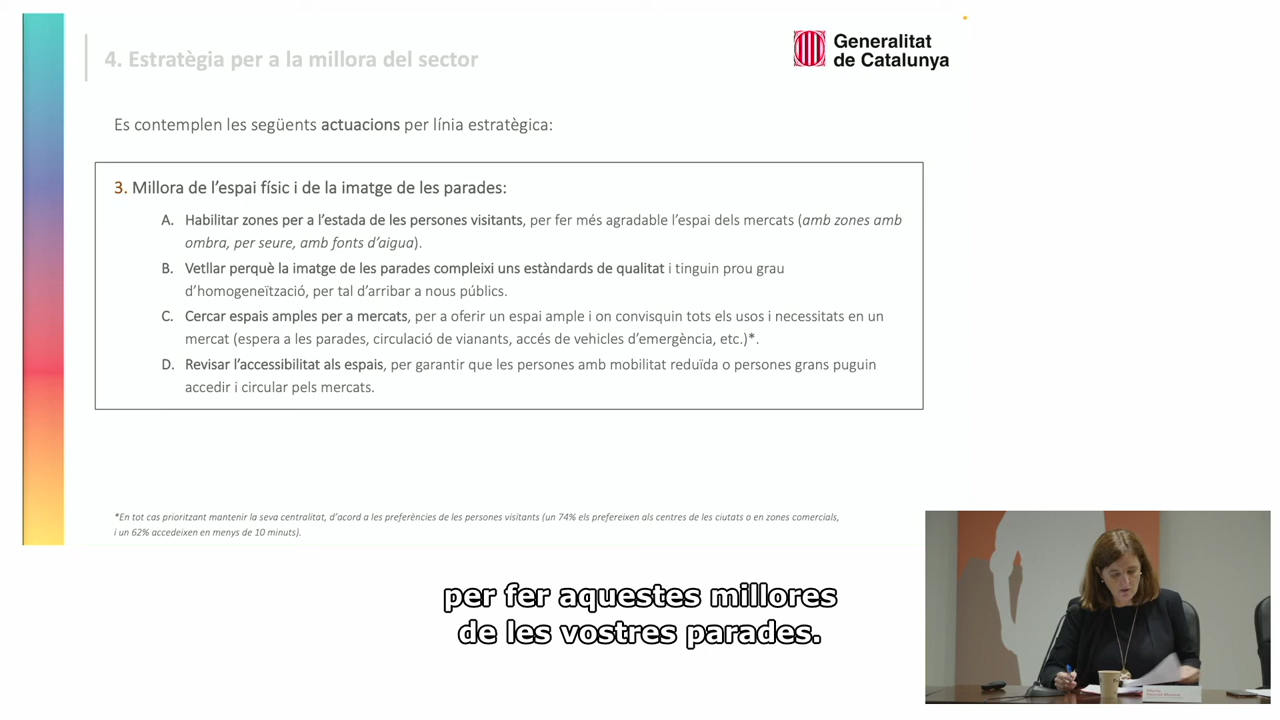 4. Estratègia per a la millora del sector
Generalitat
de Catalunya
Es contemplen les següents actuacions per línia estratègica:
3. Millora de l'espai físic i de la imatge de les parades:
A. Habilitar zones per a l'estada de les persones visitants, per fer més agradable l'espai dels mercats (amb zones amb
ombra, per seure, amb fonts d'aigua).
B. Vetllar perquè la imatge de les parades compleixi uns estàndards de qualitat i tinguin prou grau
d'homogeneïtzació, per tal d'arribar a nous públics.
C. Cercar espais amples per a mercats, per a oferir un espai ample i on convisquin tots els usos i necessitats en un
mercat (espera a les parades, circulació de vianants, accés de vehicles d'emergència, etc.)*.
D. Revisar l'accessibilitat als espais, per garantir que les persones amb mobilitat reduïda o persones grans puguin
accedir i circular pels mercats.
*En tot cas prioritzant mantenir la seva centralitat, d'acord a les preferències de les persones visitants (un 74% els prefereixen als centres de les ciutats o en zones comercials,
i un 62% accedeixen en menys de 10 minuts).
per fer aquestes millores
de les vostres parades.